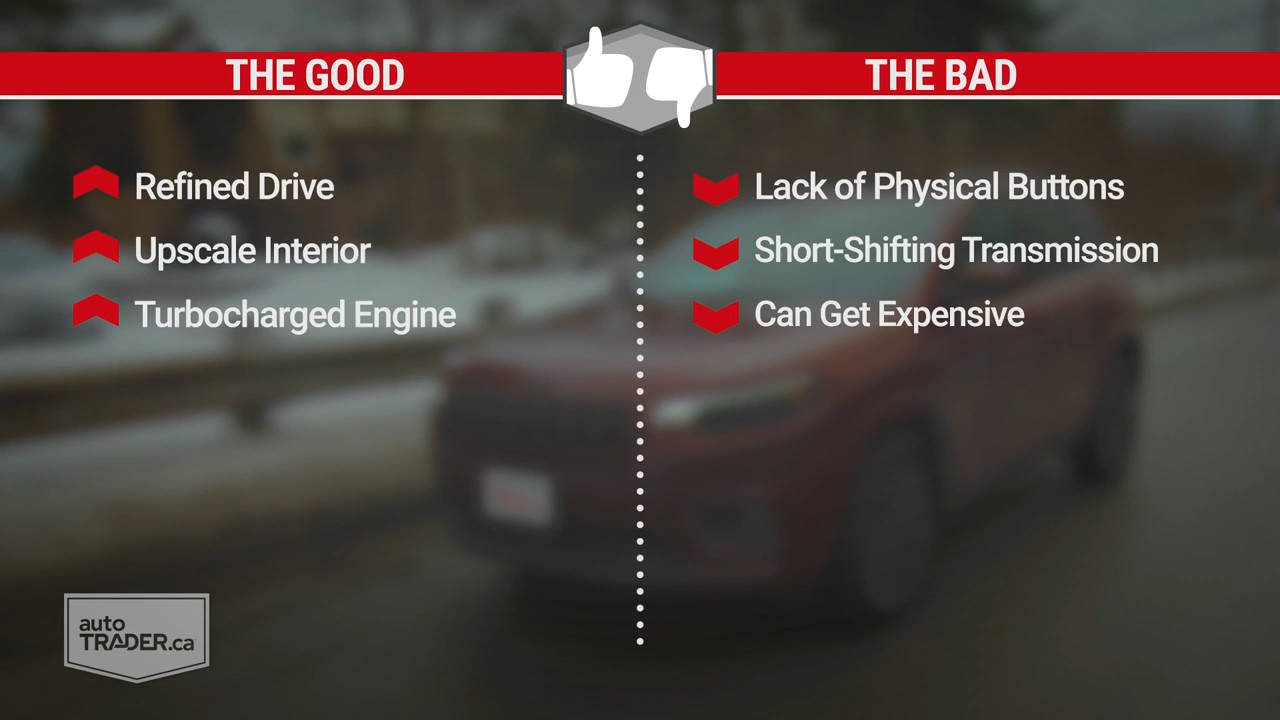 THE GOOD
THE BAD
Refined Drive
Upscale Interior
Turbocharged Engine
Lack of Physical Buttons
Short-Shifting Transmission
Can Get Expensive
auto
TRADER.ca